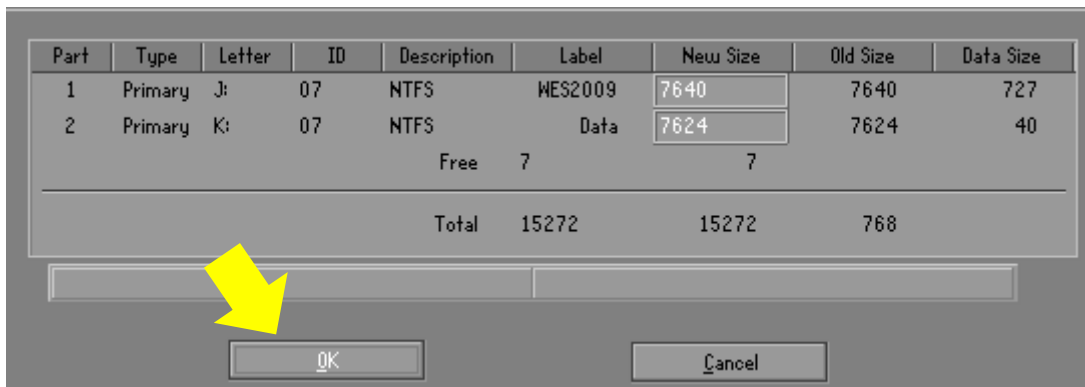 Part Type Letter ID Description Label New Size Old Size Data Size
1 Primary J: 07 NTFS WES2009 7640 7640 727
2 Primary K: 07 NTFS Data 7624 7624 40
Free 7 7
Total 15272 15272 768
OK Cancel